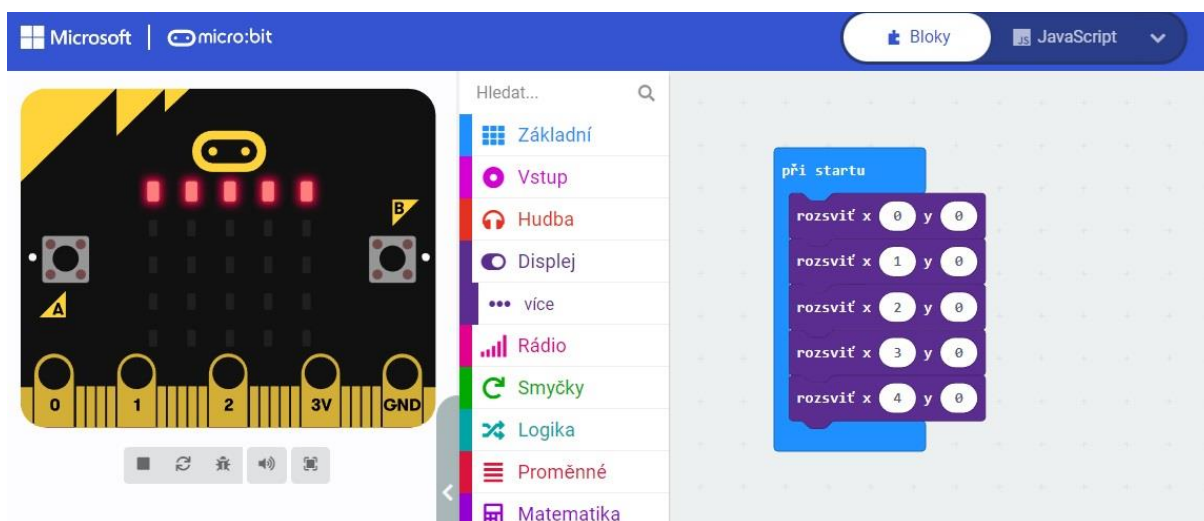 Microsoft | micro:bit
Bloky
JS JavaScript
B
A
0 1 2 3V GND
Hledat...
Základní
Vstup
Hudba
Displej
více
Rádio
Smyčky
Logika
Proměnné
Matematika
při startu
rozsviť x 0 y 0
rozsviť x 1 y 0
rozsviť x 2 y 0
rozsviť x 3 y 0
rozsviť x 4 y 0